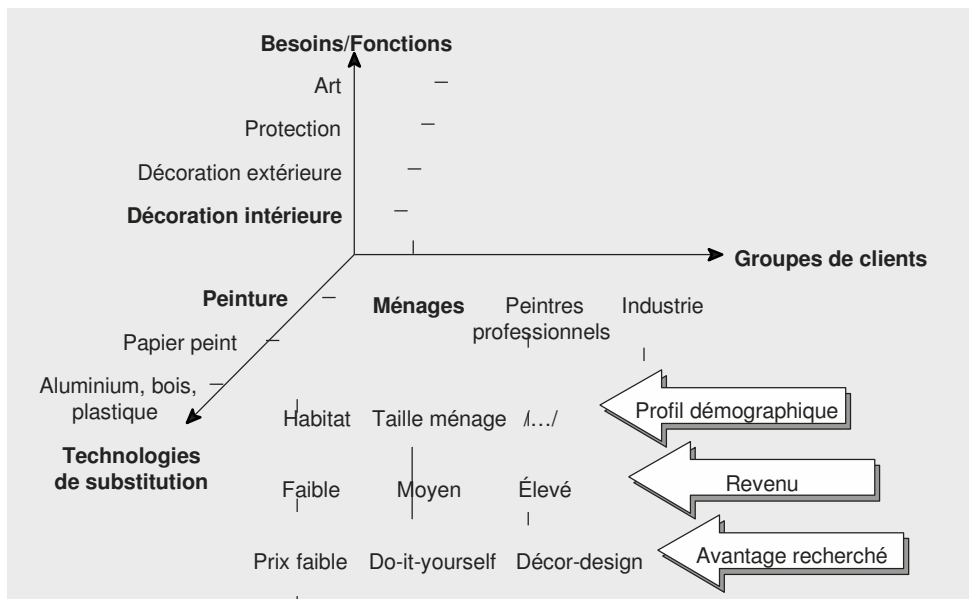 Besoins/Fonctions
Art
Protection
Décoration extérieure
Décoration intérieure
Groupes de clients
Peinture
Ménages
Peintres
professionnels
Industrie
Papier peint
Aluminium, bois,
plastique
Technologies
de substitution
Habitat Taille ménage /…/ Profil démographique
Faible Moyen Élevé Revenu
Prix faible Do-it-yourself Décor-design Avantage recherché